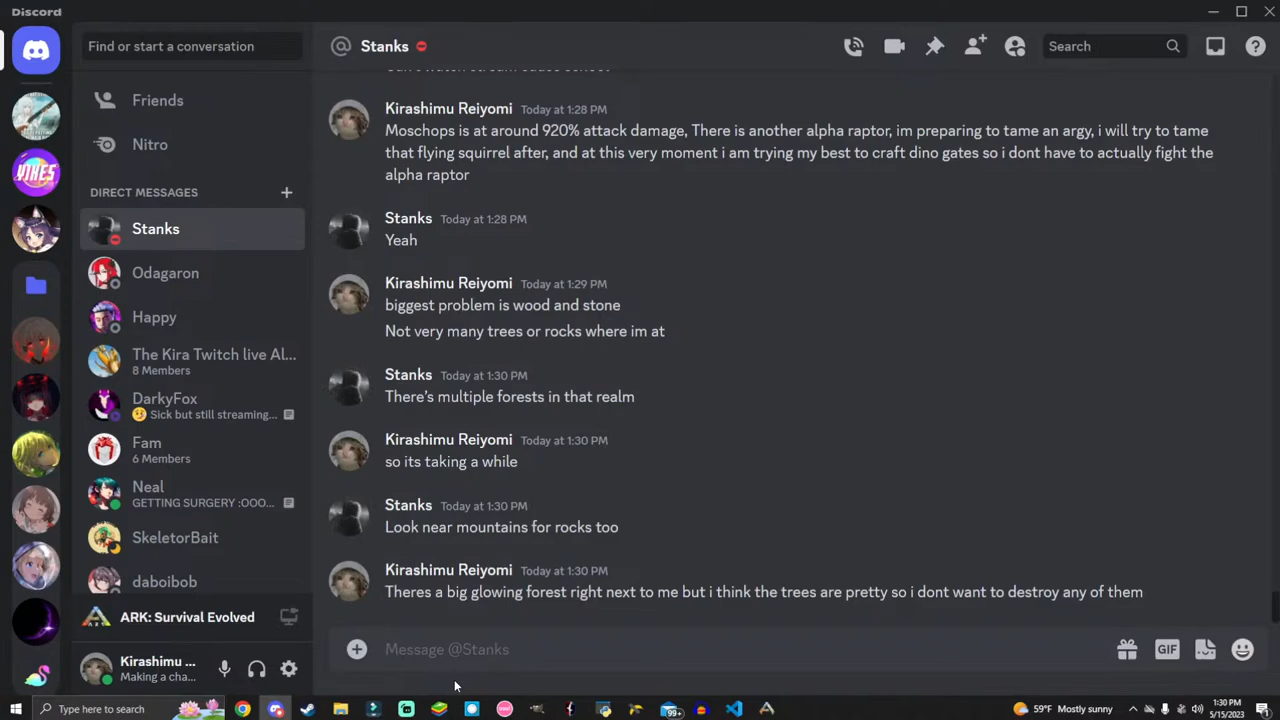 Discord
Find or start a conversation
Stanks
Search
Friends
Nitro
DIRECT MESSAGES
Stanks
Odagaron
Happy
The Kira Twitch live Al...
8 Members
DarkyFox
Sick but still streaming...
Fam
6 Members
Neal
GETTING SURGERY :OOO...
SkeletorBait
daboibob
ARK: Survival Evolved
Kirashimu ...
Making a cha...
YIKES
Kirashimu Reiyomi Today at 1:28 PM
Moschops is at around 920% attack damage, There is another alpha raptor, im preparing to tame an argy, i will try to tame
that flying squirrel after, and at this very moment i am trying my best to craft dino gates so i dont have to actually fight the
alpha raptor
Stanks Today at 1:28 PM
Yeah
Kirashimu Reiyomi Today at 1:29 PM
biggest problem is wood and stone
Not very many trees or rocks where im at
Stanks Today at 1:30 PM
There's multiple forests in that realm
Kirashimu Reiyomi Today at 1:30 PM
so its taking a while
Stanks Today at 1:30 PM
Look near mountains for rocks too
Kirashimu Reiyomi Today at 1:30 PM
Theres a big glowing forest right next to me but i think the trees are pretty so i dont want to destroy any of them
Message @Stanks
GIF
Type here to search
99+
59°F Mostly sunny
1:30 PM
5/15/2023